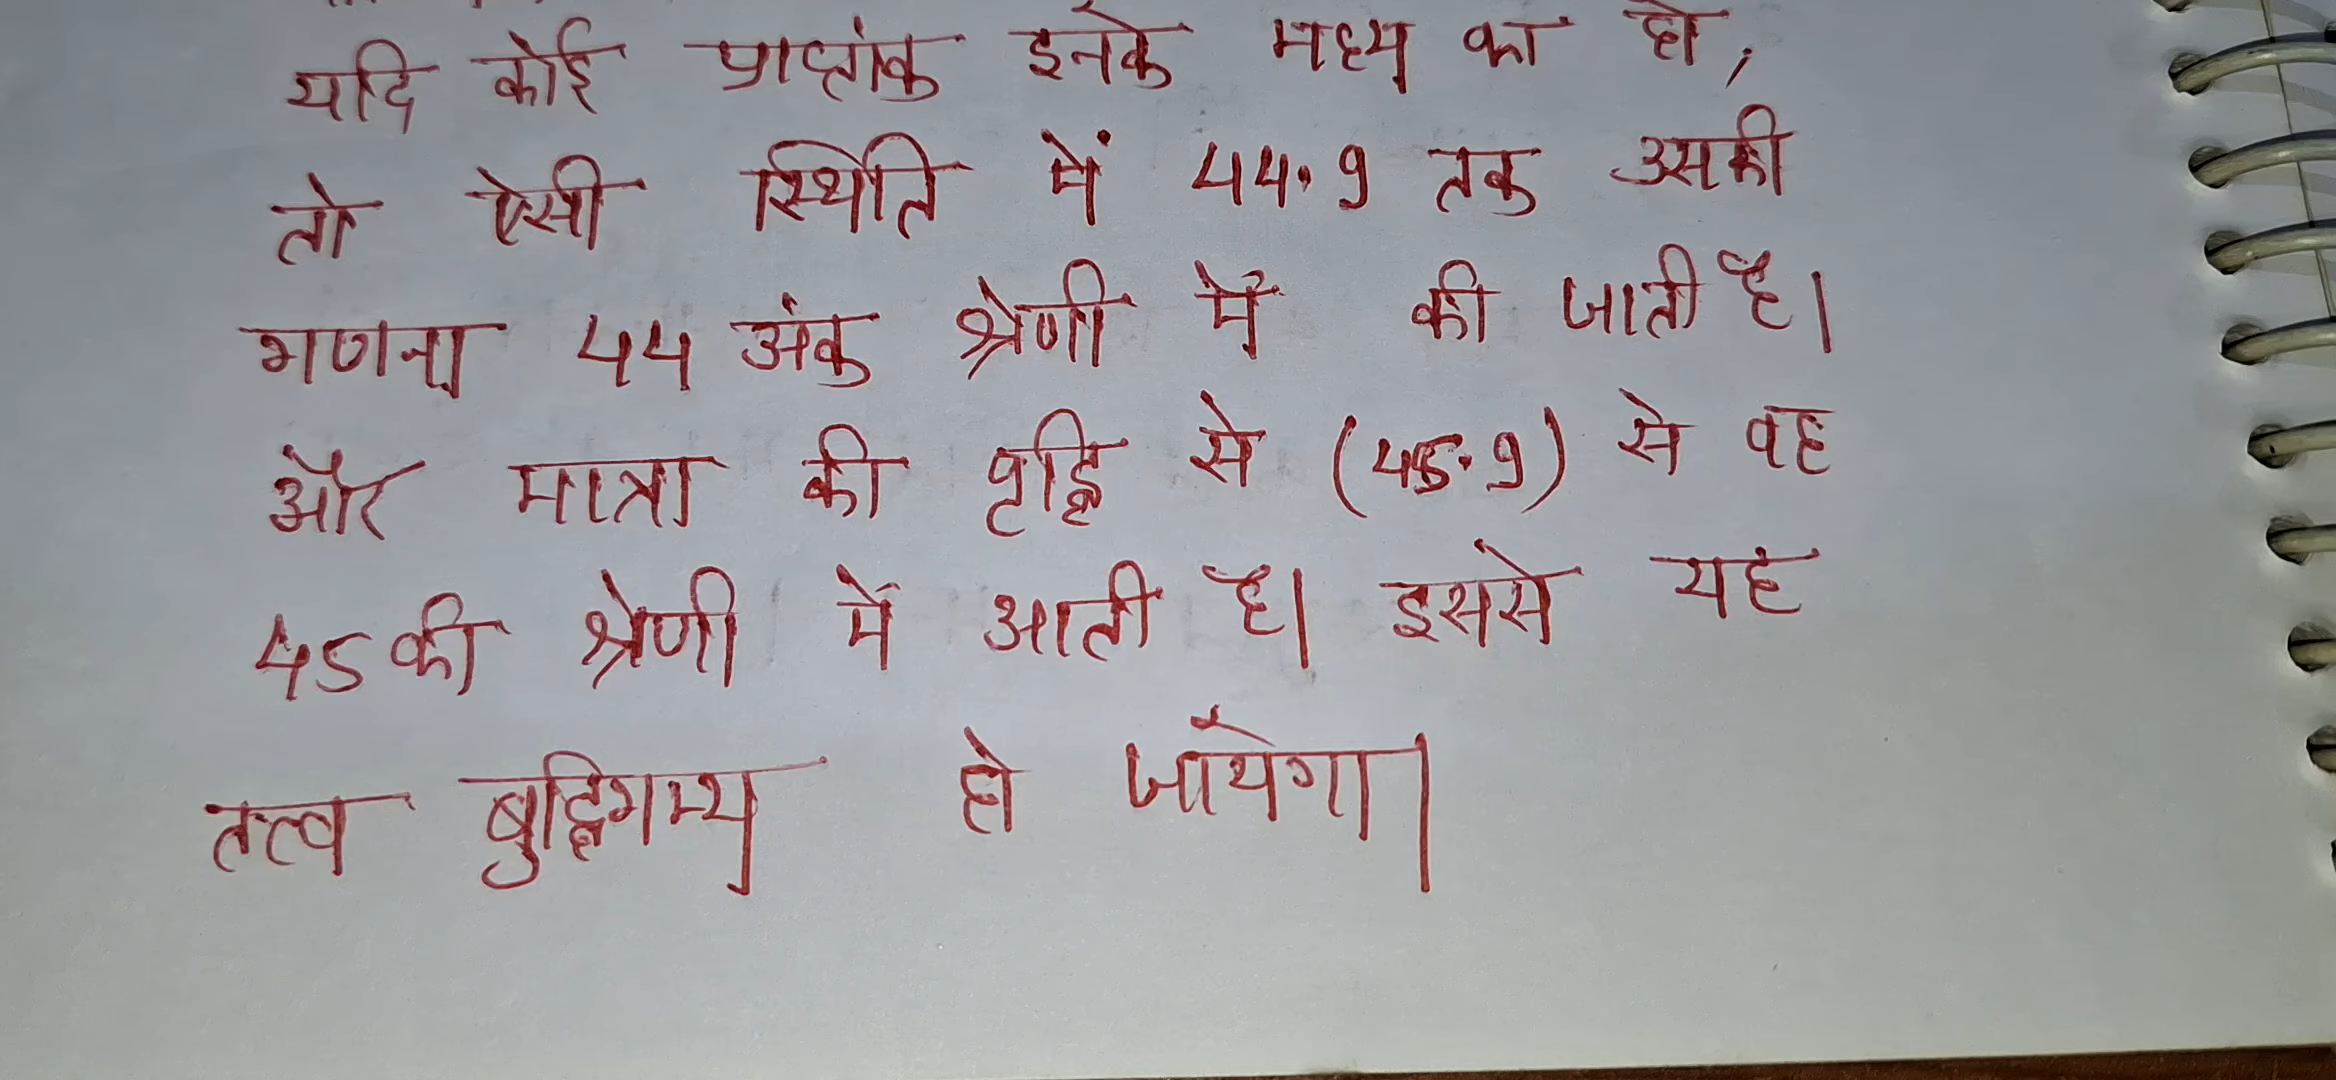 यदि कोई प्राप्तांक इनके मध्य का हो,
तो ऐसी स्थिति में 44.9 तक उसकी
गणना 44 अंक श्रेणी में की जाती है।
और मात्रा की वृद्धि से (45.9) से वह
45 की श्रेणी में आती है। इससे यह
तत्व बुद्धिगम्य हो जायेगा।